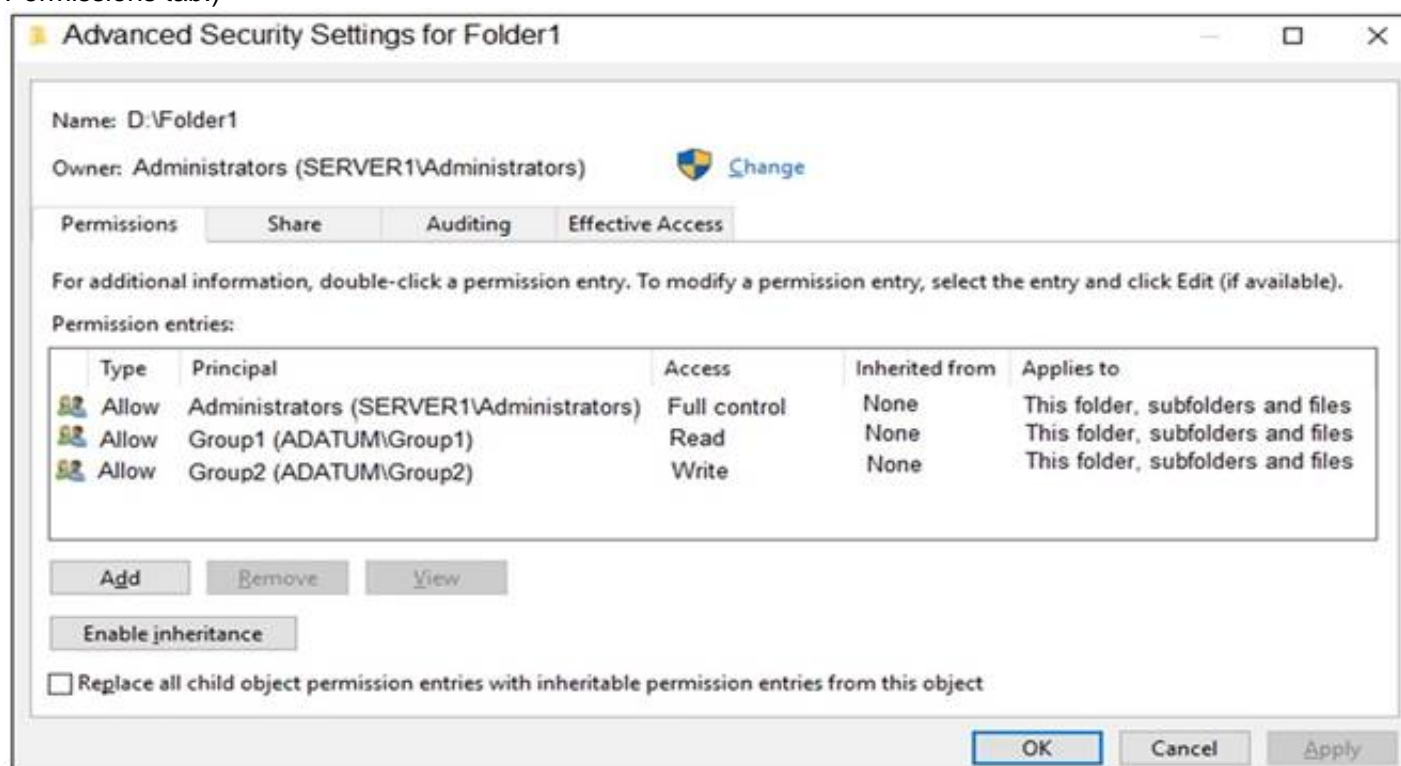 Permissions tab.)
Advanced Security Settings for Folder1
Name: D:\Folder1
Owner: Administrators (SERVER1\Administrators) Change
Permissions Share Auditing Effective Access
For additional information, double-click a permission entry. To modify a permission entry, select the entry and click Edit (if available).
Permission entries:
Type Principal Access Inherited from Applies to
Allow Administrators (SERVER1\Administrators) Full control None This folder, subfolders and files
Allow Group1 (ADATUM\Group1) Read None This folder, subfolders and files
Allow Group2 (ADATUM\Group2) Write None This folder, subfolders and files
Add Remove View
Enable inheritance
Replace all child object permission entries with inheritable permission entries from this object
OK Cancel Apply